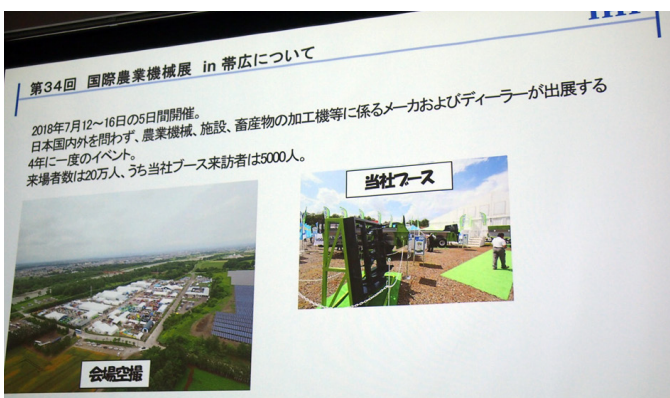 第34回 国際農業機械展 in 帯広について
2018年7月12～16日の5日間開催。
日本国内外を問わず、農業機械、施設、畜産物の加工機等に係るメーカおよびディーラーが出展する
4年に一度のイベント。
来場者数は20万人、うち当社ブース来訪者は5000人。
当社ブース
会場空撮